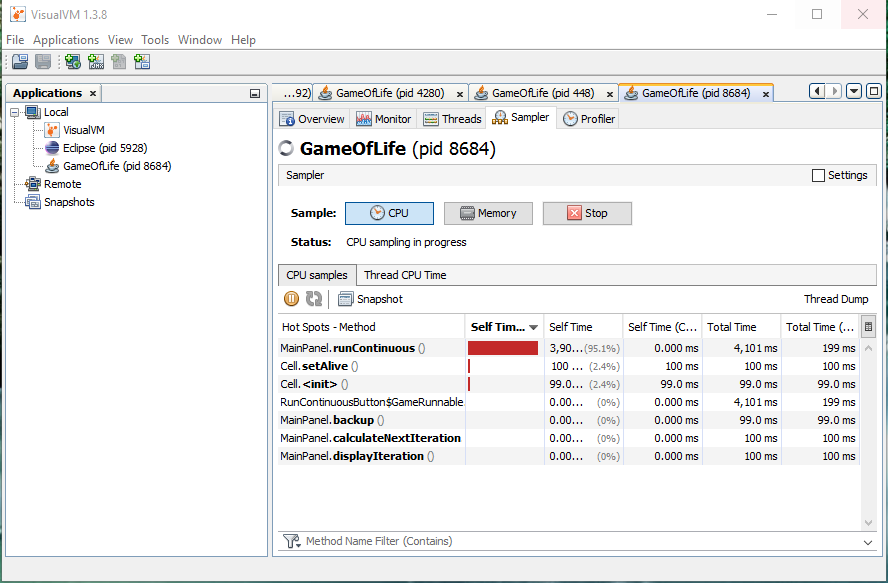 VisualVM 1.3.8
File Applications View Tools Window Help
Applications ×
Local
VisualVM
Eclipse (pid 5928)
GameOfLife (pid 8684)
Remote
Snapshots
...92) GameOfLife (pid 4280) × GameOfLife (pid 448) × GameOfLife (pid 8684) ×
Overview Monitor Threads Sampler Profiler
GameOfLife (pid 8684)
Sampler Settings
Sample: CPU Memory Stop
Status: CPU sampling in progress
CPU samples Thread CPU Time
Snapshot Thread Dump
Hot Spots - Method Self Tim... Self Time Self Time (C... Total Time Total Time (...
MainPanel.runContinuous () 3,90... (95.1%) 0.000 ms 4,101 ms 199 ms
Cell.setAlive () 100 ... (2.4%) 100 ms 100 ms 100 ms
Cell.<init> () 99.0... (2.4%) 99.0 ms 99.0 ms 99.0 ms
RunContinuousButton$GameRunnable 0.00... (0%) 0.000 ms 4,101 ms 199 ms
MainPanel.backup () 0.00... (0%) 0.000 ms 99.0 ms 99.0 ms
MainPanel.calculateNextIteration 0.00... (0%) 0.000 ms 100 ms 100 ms
MainPanel.displayIteration () 0.00... (0%) 0.000 ms 100 ms 100 ms
Method Name Filter (Contains)